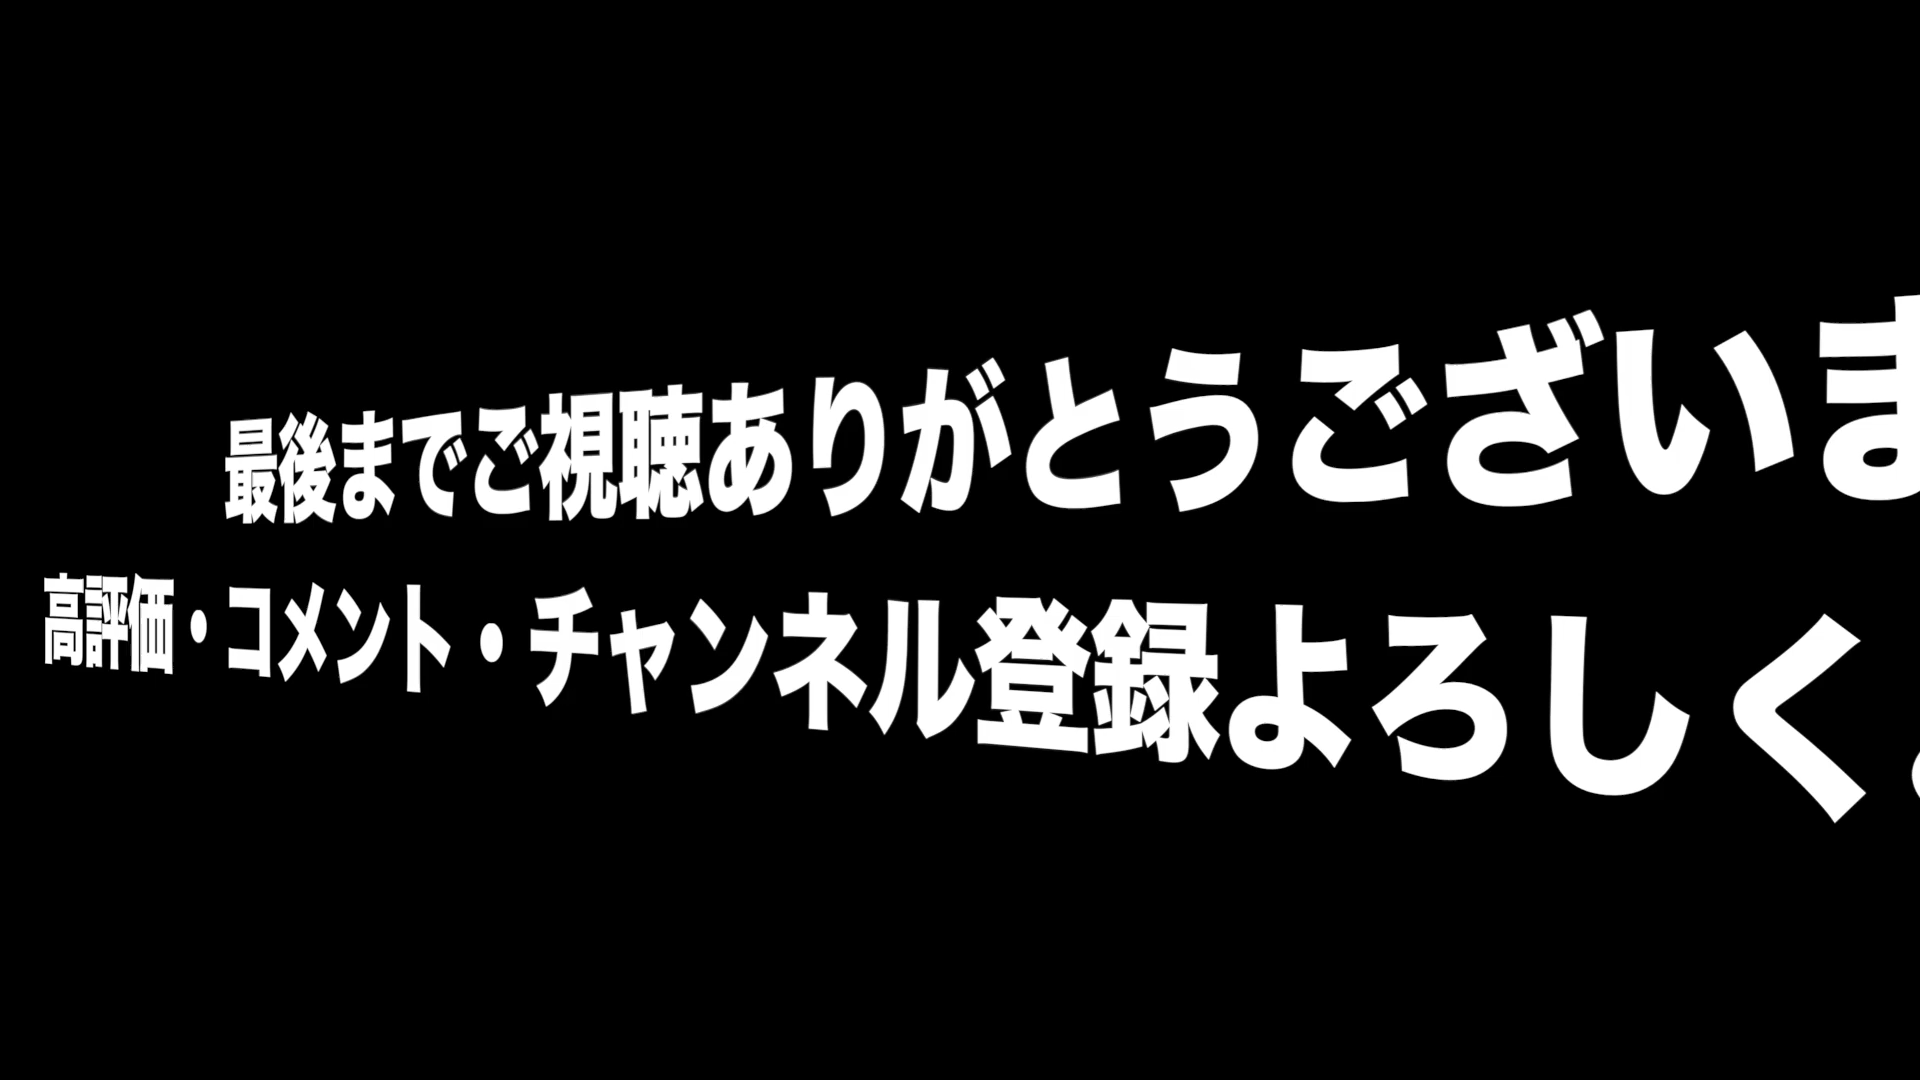 最後までご視聴ありがとうございま
高評価・コメント・チャンネル登録よろしく